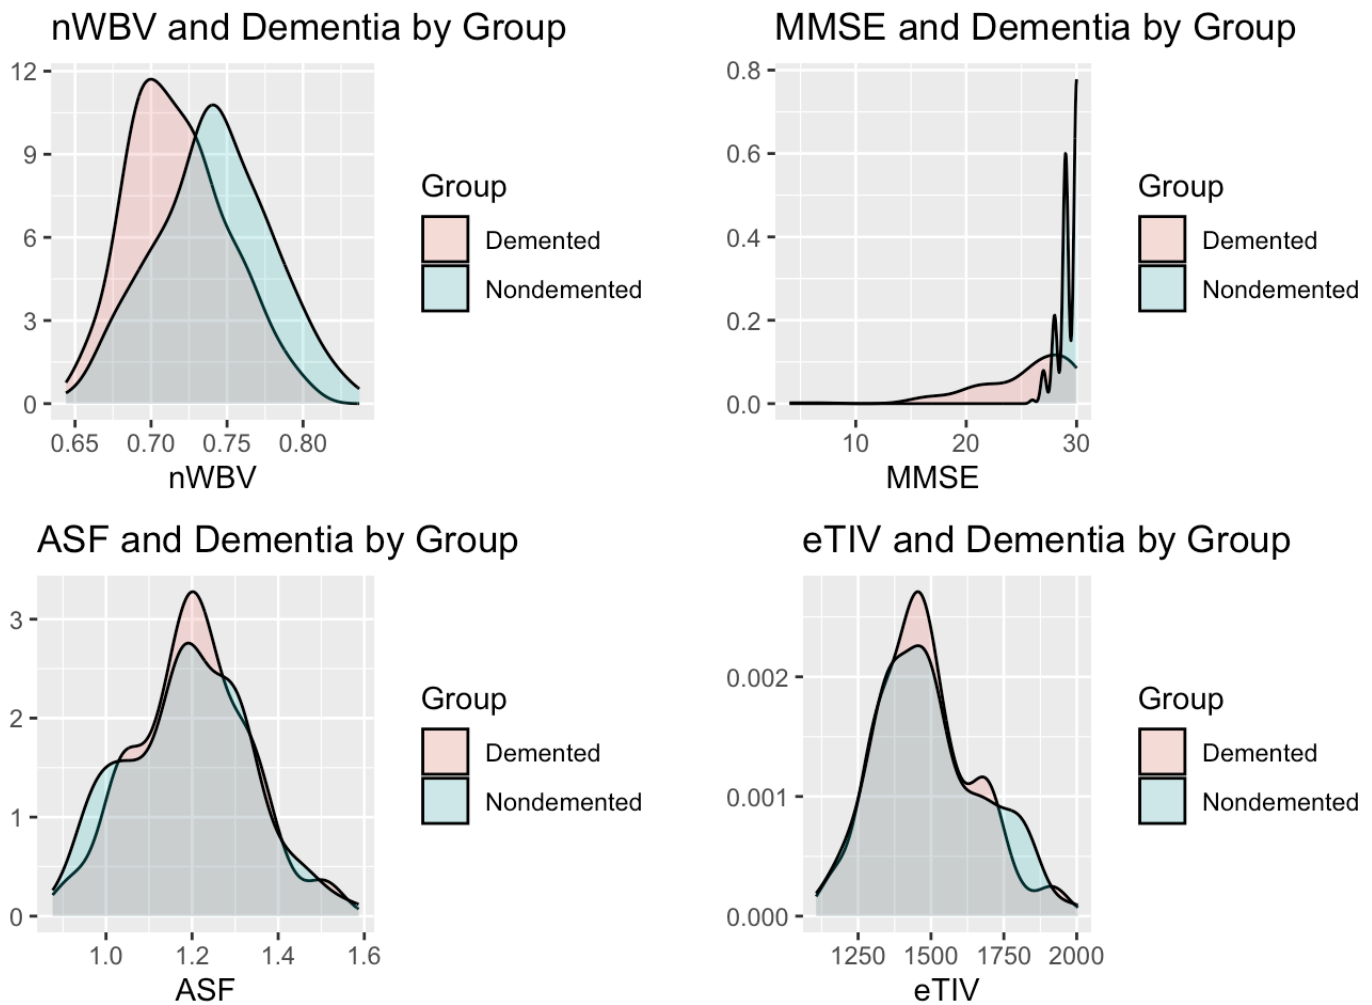 nWBV and Dementia by Group
12
9
6
3
0
0.65 0.70 0.75 0.80
nWBV
Group
Demented
Nondemented
MMSE and Dementia by Group
0.8
0.6
0.4
0.2
0.0
10 20 30
MMSE
Group
Demented
Nondemented
ASF and Dementia by Group
3
2
1
0
1.0 1.2 1.4 1.6
ASF
Group
Demented
Nondemented
eTIV and Dementia by Group
0.002
0.001
0.000
1250 1500 1750 2000
eTIV
Group
Demented
Nondemented